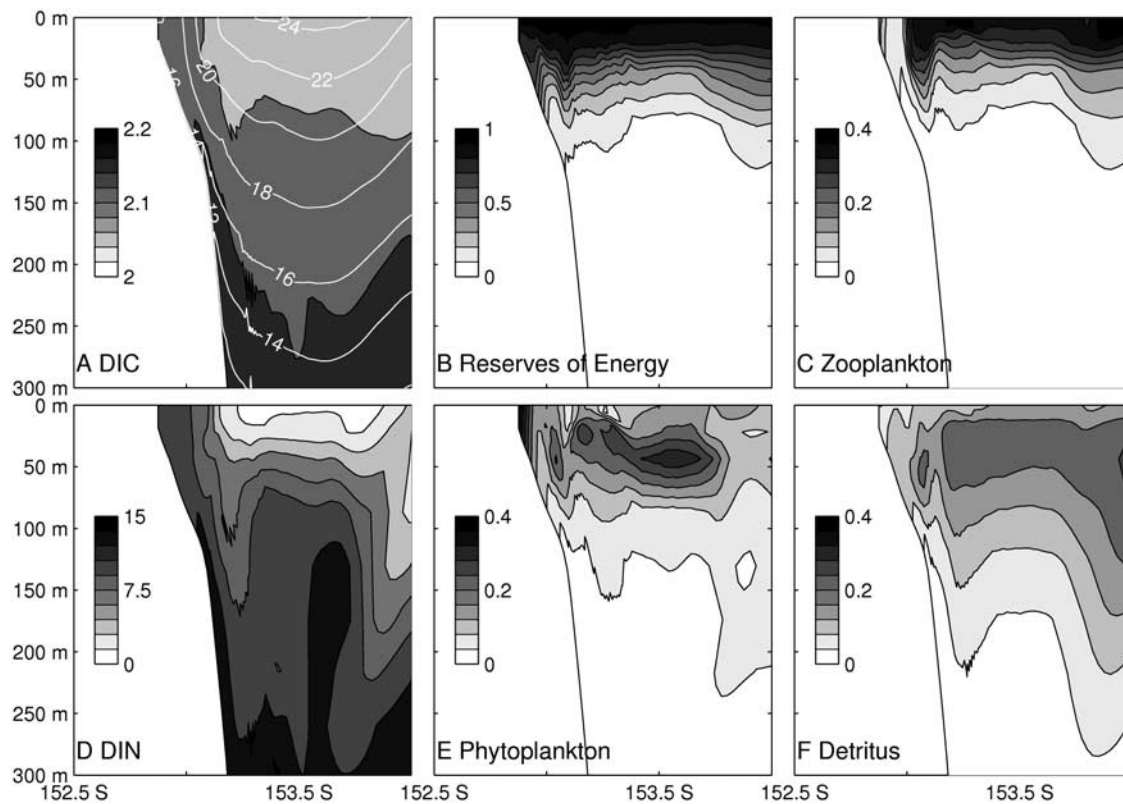 0 m
50 m
100 m
150 m
200 m
250 m
300 m
24
22
20
18
16
14
16
14
12
2.2
2.1
2
A DIC
1
0.5
0
B Reserves of Energy
0.4
0.2
0
C Zooplankton
0 m
50 m
100 m
150 m
200 m
250 m
300 m
15
7.5
0
D DIN
0.4
0.2
0
E Phytoplankton
0.4
0.2
0
F Detritus
152.5 S
153.5 S
152.5 S
153.5 S
152.5 S
153.5 S